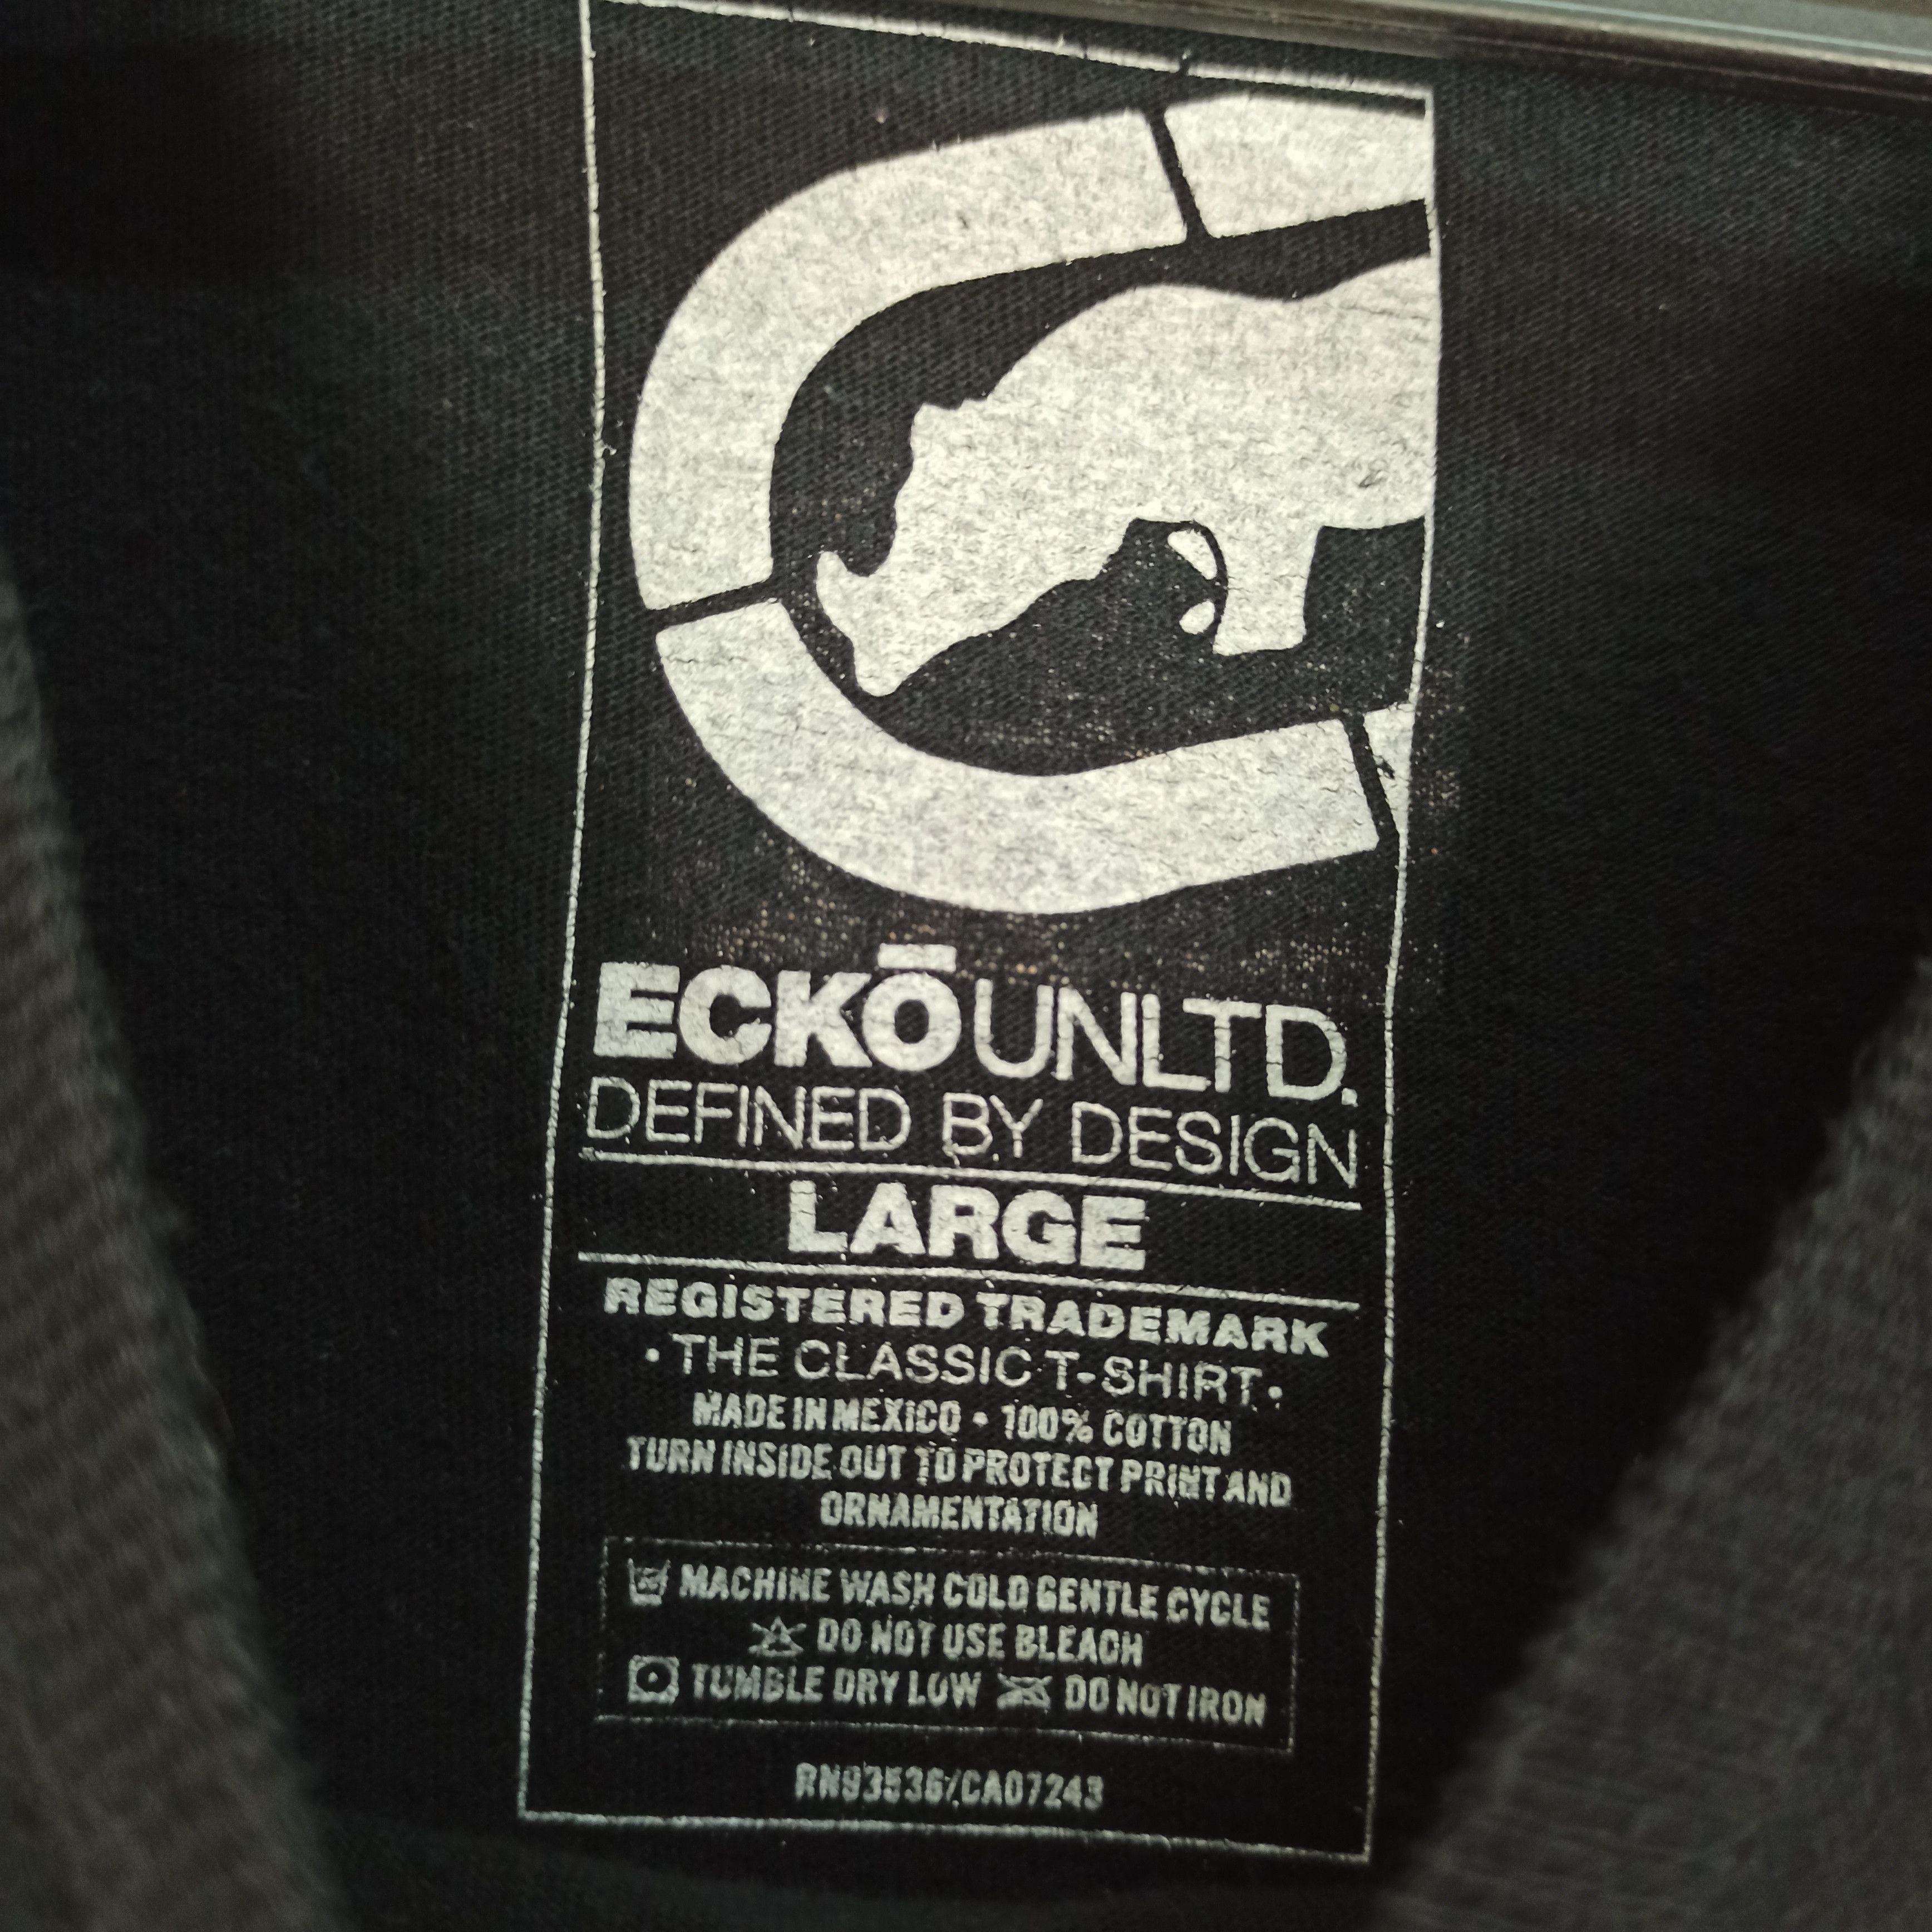 ECKŌ UNLTD.
DEFINED BY DESIGN
LARGE
REGISTERED TRADEMARK
• THE CLASSIC T-SHIRT •
MADE IN MEXICO • 100% COTTON
TURN INSIDE OUT TO PROTECT PRINT AND
ORNAMENTATION
MACHINE WASH COLD GENTLE CYCLE
DO NOT USE BLEACH
TUMBLE DRY LOW DO NOT IRON
RN93536/CA07243